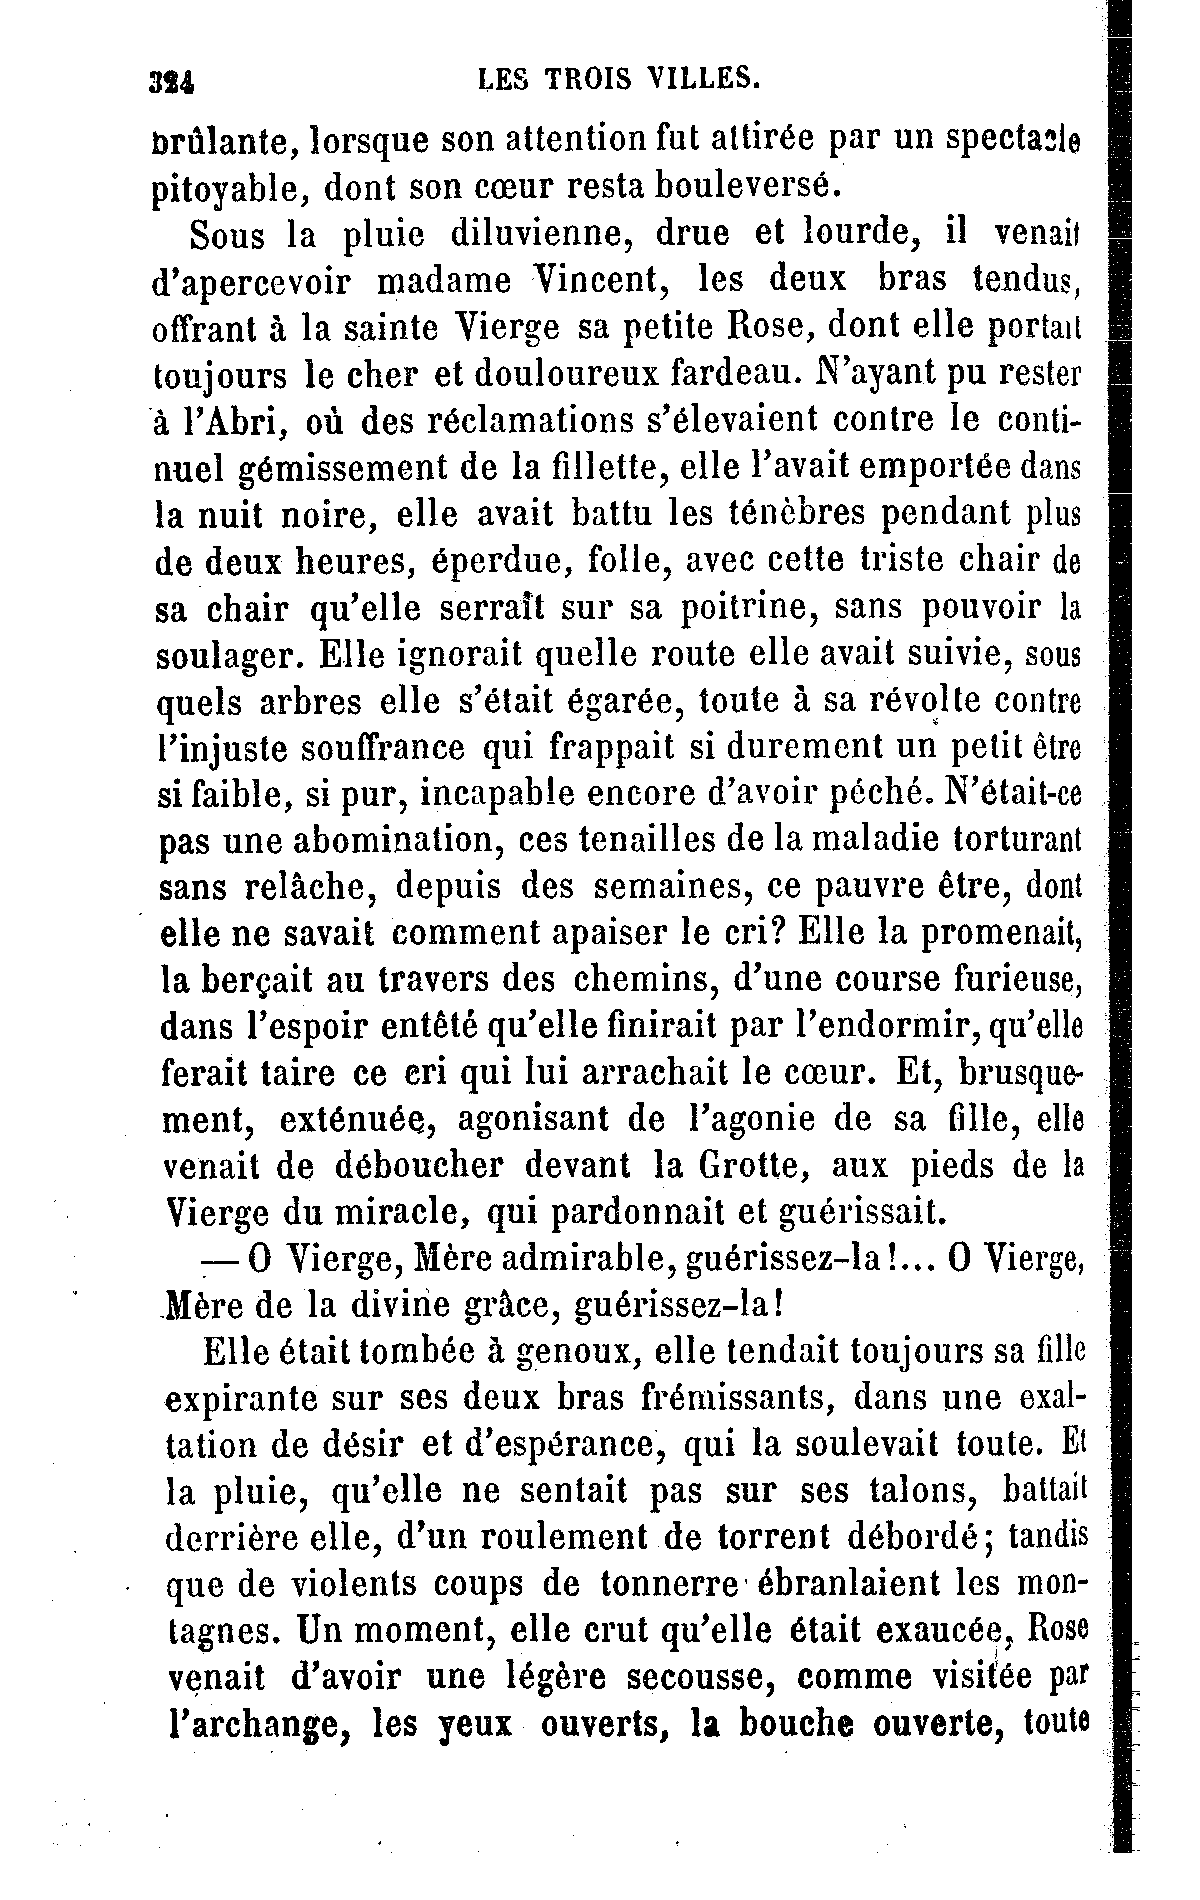 324 LES TROIS VILLES.
brûlante, lorsque son attention fut attirée par un spectacle
pitoyable, dont son cœur resta bouleversé.
Sous la pluie diluvienne, drue et lourde, il venait
d'apercevoir madame Vincent, les deux bras tendus,
offrant à la sainte Vierge sa petite Rose, dont elle portait
toujours le cher et douloureux fardeau. N'ayant pu rester
à l'Abri, où des réclamations s'élevaient contre le conti-
nuel gémissement de la fillette, elle l'avait emportée dans
la nuit noire, elle avait battu les ténèbres pendant plus
de deux heures, éperdue, folle, avec cette triste chair de
sa chair qu'elle serraît sur sa poitrine, sans pouvoir la
soulager. Elle ignorait quelle route elle avait suivie, sous
quels arbres elle s'était égarée, toute à sa révolte contre
l'injuste souffrance qui frappait si durement un petit être
si faible, si pur, incapable encore d'avoir péché. N'était-ce
pas une abomination, ces tenailles de la maladie torturant
sans relâche, depuis des semaines, ce pauvre être, dont
elle ne savait comment apaiser le cri? Elle la promenait,
la berçait au travers des chemins, d'une course furieuse,
dans l'espoir entêté qu'elle finirait par l'endormir, qu'elle
ferait taire ce cri qui lui arrachait le cœur. Et, brusque-
ment, exténuée, agonisant de l'agonie de sa fille, elle
venait de déboucher devant la Grotte, aux pieds de la
Vierge du miracle, qui pardonnait et guérissait.
— O Vierge, Mère admirable, guérissez-la!... O Vierge,
Mère de la divine grâce, guérissez-la!
Elle était tombée à genoux, elle tendait toujours sa fille
expirante sur ses deux bras frémissants, dans une exal-
tation de désir et d'espérance, qui la soulevait toute. Et
la pluie, qu'elle ne sentait pas sur ses talons, battait
derrière elle, d'un roulement de torrent débordé; tandis
que de violents coups de tonnerre ébranlaient les mon-
tagnes. Un moment, elle crut qu'elle était exaucée, Rose
venait d'avoir une légère secousse, comme visitée par
l'archange, les yeux ouverts, la bouche ouverte, toute